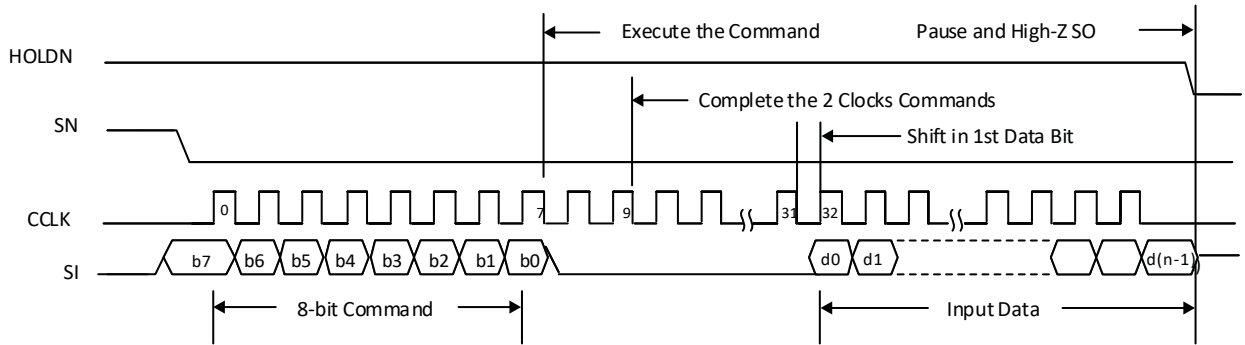 Execute the Command Pause and High-Z SO
HOLDN
Complete the 2 Clocks Commands
SN
Shift in 1st Data Bit
0 7 9 31 32
CCLK
b7 b6 b5 b4 b3 b2 b1 b0 d0 d1 d(n-1)
SI
8-bit Command Input Data